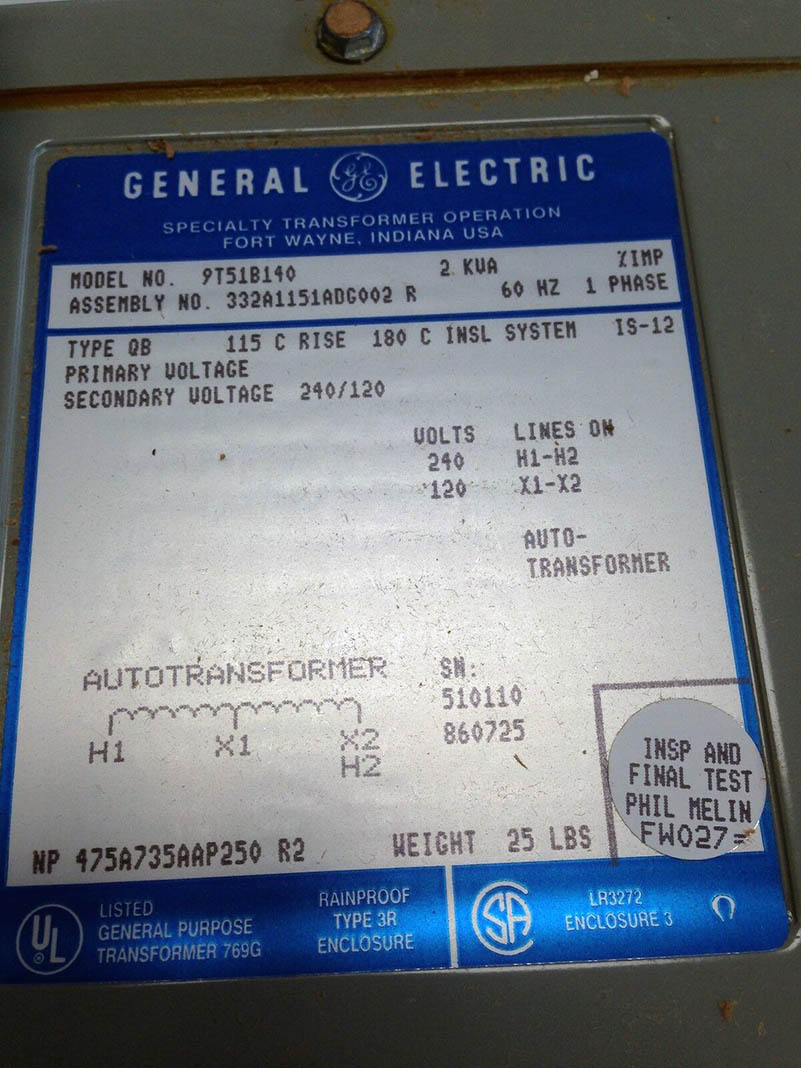 GENERAL GE ELECTRIC
SPECIALTY TRANSFORMER OPERATION
FORT WAYNE, INDIANA USA
MODEL NO. 9T51B140 2. KVA %IMP
ASSEMBLY NO. 332A1151ADG002 R 60 HZ 1 PHASE
TYPE QB 115 C RISE 180 C INSL SYSTEM IS-12
PRIMARY VOLTAGE
SECONDARY VOLTAGE 240/120
VOLTS LINES ON
240 H1-H2
120 X1-X2
AUTO-
TRANSFORMER
AUTOTRANSFORMER
H1 X1 X2
H2
SN:
510110
860725
INSP AND
FINAL TEST
PHIL MELIN
FW027=
NP 475A735AAP250 R2 WEIGHT 25 LBS
UL
LISTED
GENERAL PURPOSE
TRANSFORMER 769G
RAINPROOF
TYPE 3R
ENCLOSURE
SA
LR3272
ENCLOSURE 3